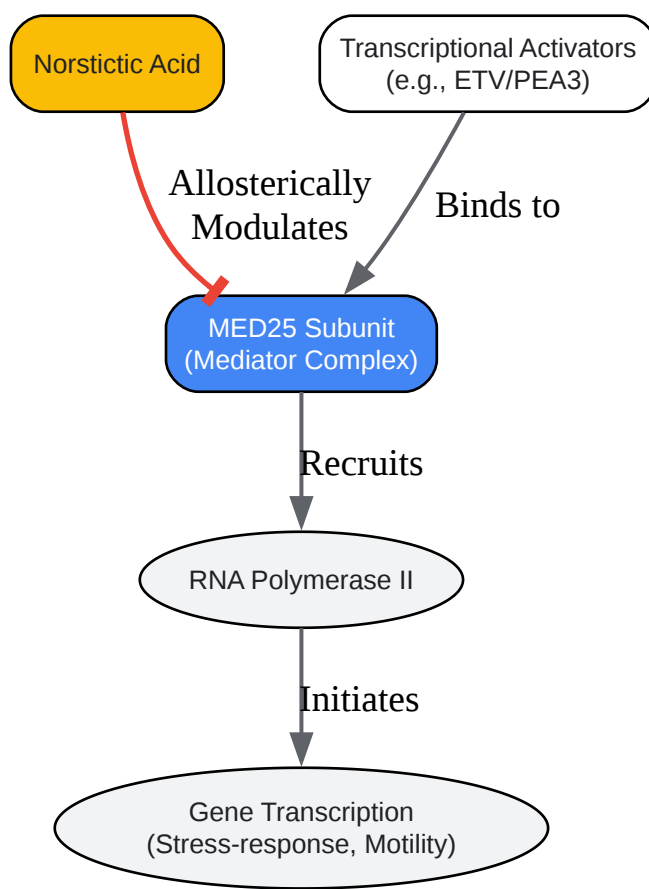 Norstictic Acid
Transcriptional Activators
(e.g., ETV/PEA3)
Allosterically
Modulates
Binds to
MED25 Subunit
(Mediator Complex)
Recruits
RNA Polymerase II
Initiates
Gene Transcription
(Stress-response, Motility)